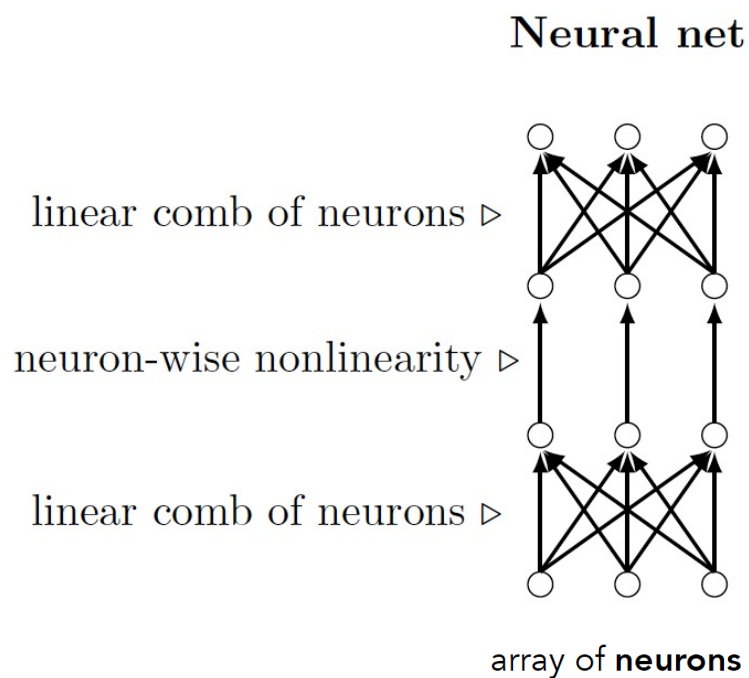 Neural net
linear comb of neurons ▷
neuron-wise nonlinearity ▷
linear comb of neurons ▷
array of neurons